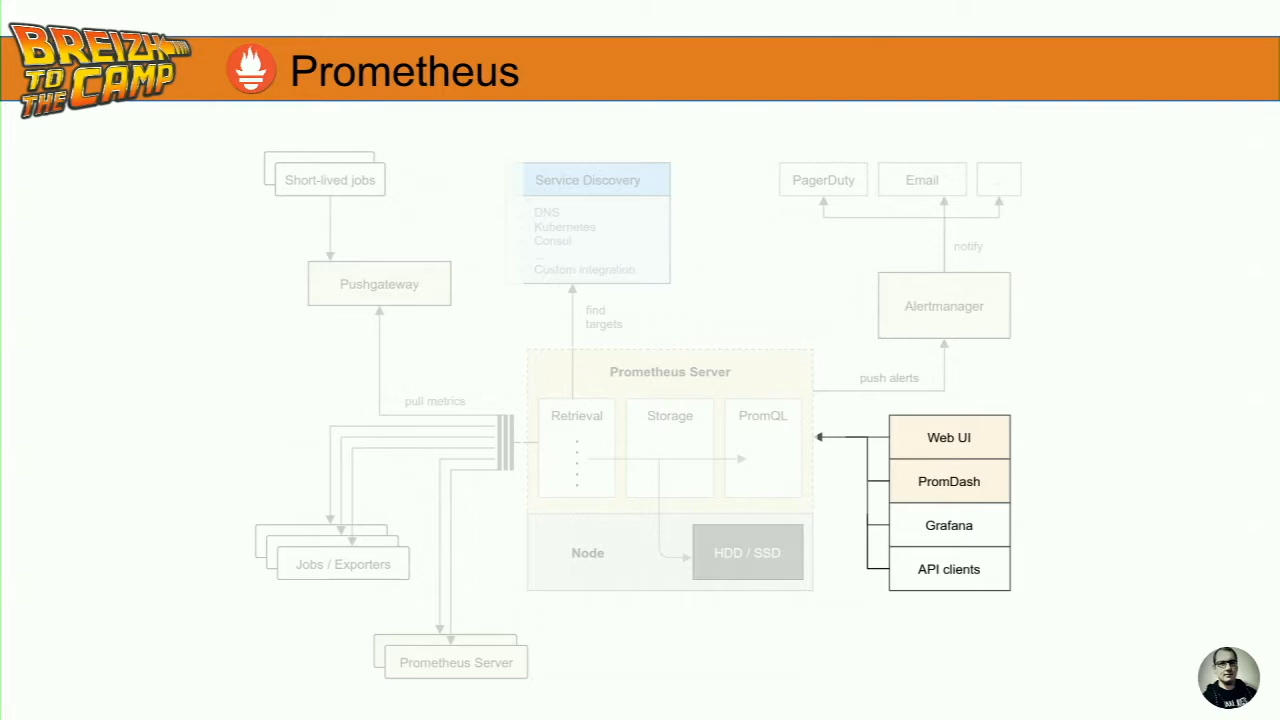 BREIZH
TO
THE CAMP
Prometheus
Short-lived jobs
Service Discovery
DNS
Kubernetes
Consul
...
Custom integration
PagerDuty
Email
...
notify
Pushgateway
Alertmanager
find
targets
push alerts
pull metrics
Prometheus Server
Retrieval
Storage
PromQL
Web UI
PromDash
Grafana
API clients
Node
HDD / SSD
Jobs / Exporters
Prometheus Server